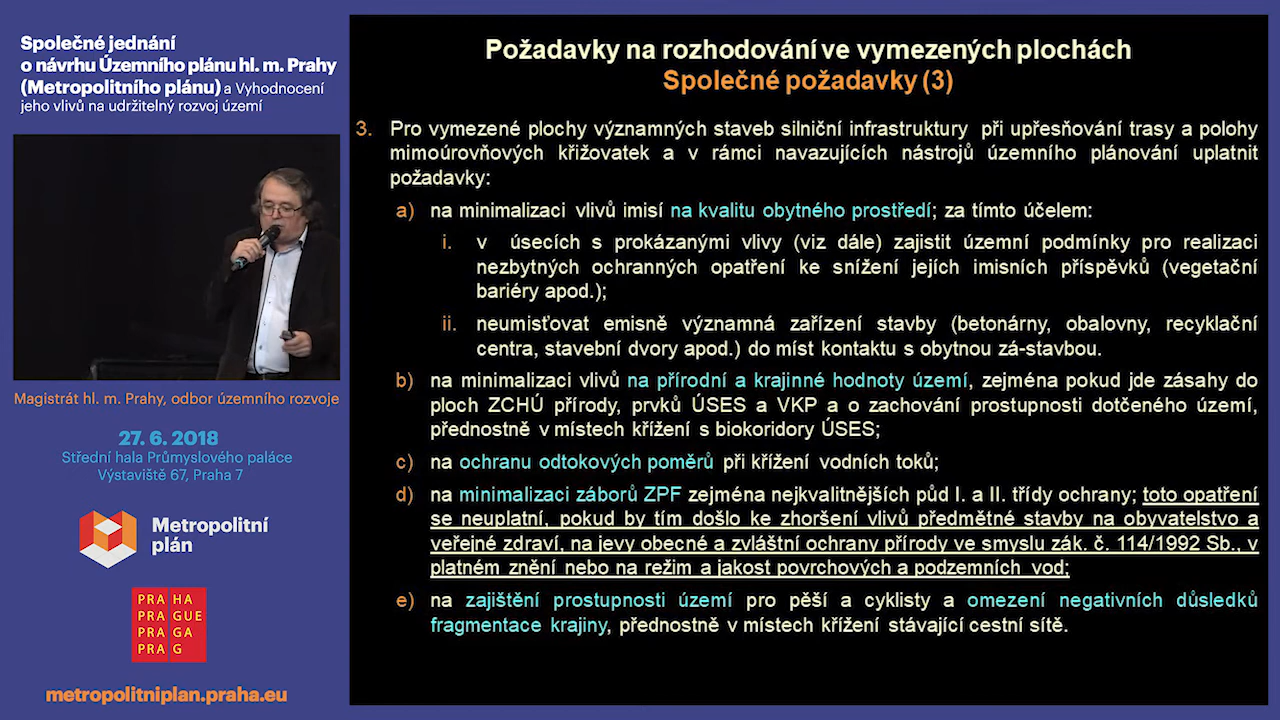 Společné jednání
o návrhu Územního plánu hl. m. Prahy
(Metropolitního plánu) a Vyhodnocení
jeho vlivů na udržitelný rozvoj území
Magistrát hl. m. Prahy, odbor územního rozvoje
27. 6. 2018
Střední hala Průmyslového paláce
Výstaviště 67, Praha 7
Metropolitní
plán
PRA HA
PRA GUE
PRA GA
PRA G
metropolitniplan.praha.eu
Požadavky na rozhodování ve vymezených plochách
Společné požadavky (3)
3. Pro vymezené plochy významných staveb silniční infrastruktury při upřesňování trasy a polohy
mimoúrovňových křižovatek a v rámci navazujících nástrojů územního plánování uplatnit
požadavky:
a) na minimalizaci vlivů imisí na kvalitu obytného prostředí; za tímto účelem:
i. v úsecích s prokázanými vlivy (viz dále) zajistit územní podmínky pro realizaci
nezbytných ochranných opatření ke snížení jejích imisních příspěvků (vegetační
bariéry apod.);
ii. neumisťovat emisně významná zařízení stavby (betonárny, obalovny, recyklační
centra, stavební dvory apod.) do míst kontaktu s obytnou zá-stavbou.
b) na minimalizaci vlivů na přírodní a krajinné hodnoty území, zejména pokud jde zásahy do
ploch ZCHÚ přírody, prvků ÚSES a VKP a o zachování prostupnosti dotčeného území,
přednostně v místech křížení s biokoridory ÚSES;
c) na ochranu odtokových poměrů při křížení vodních toků;
d) na minimalizaci záborů ZPF zejména nejkvalitnějších půd I. a II. třídy ochrany; toto opatření
se neuplatní, pokud by tím došlo ke zhoršení vlivů předmětné stavby na obyvatelstvo a
veřejné zdraví, na jevy obecné a zvláštní ochrany přírody ve smyslu zák. č. 114/1992 Sb., v
platném znění nebo na režim a jakost povrchových a podzemních vod;
e) na zajištění prostupnosti území pro pěší a cyklisty a omezení negativních důsledků
fragmentace krajiny, přednostně v místech křížení stávající cestní sítě.